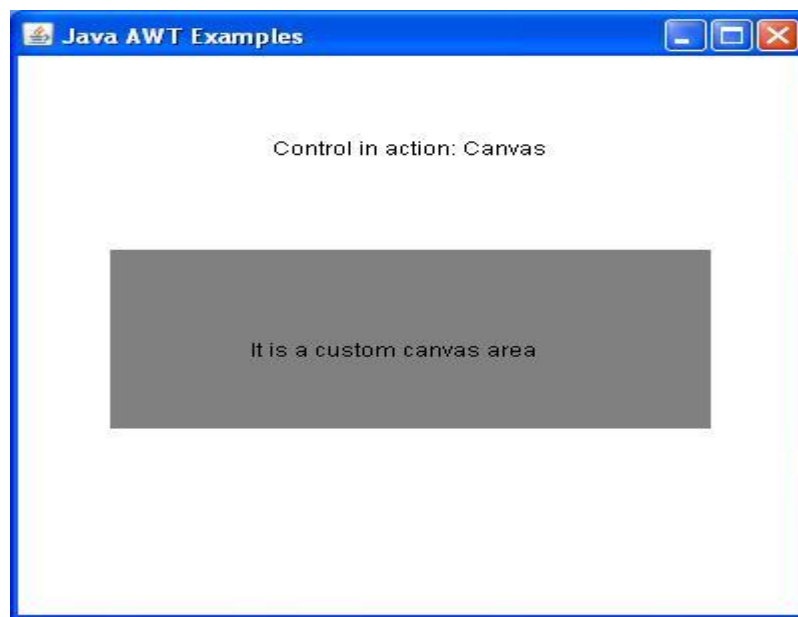 Java AWT Examples
Control in action: Canvas
It is a custom canvas area